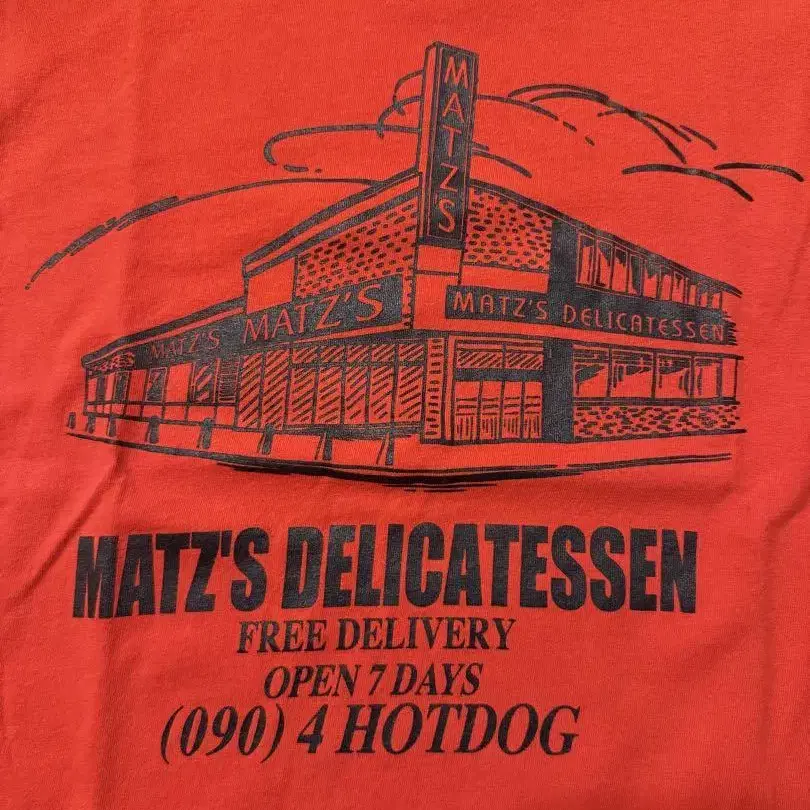 MATZ'S
MATZ'S
MATZ'S
MATZ'S DELICATESSEN
MATZ'S DELICATESSEN
FREE DELIVERY
OPEN 7 DAYS
(090) 4 HOTDOG